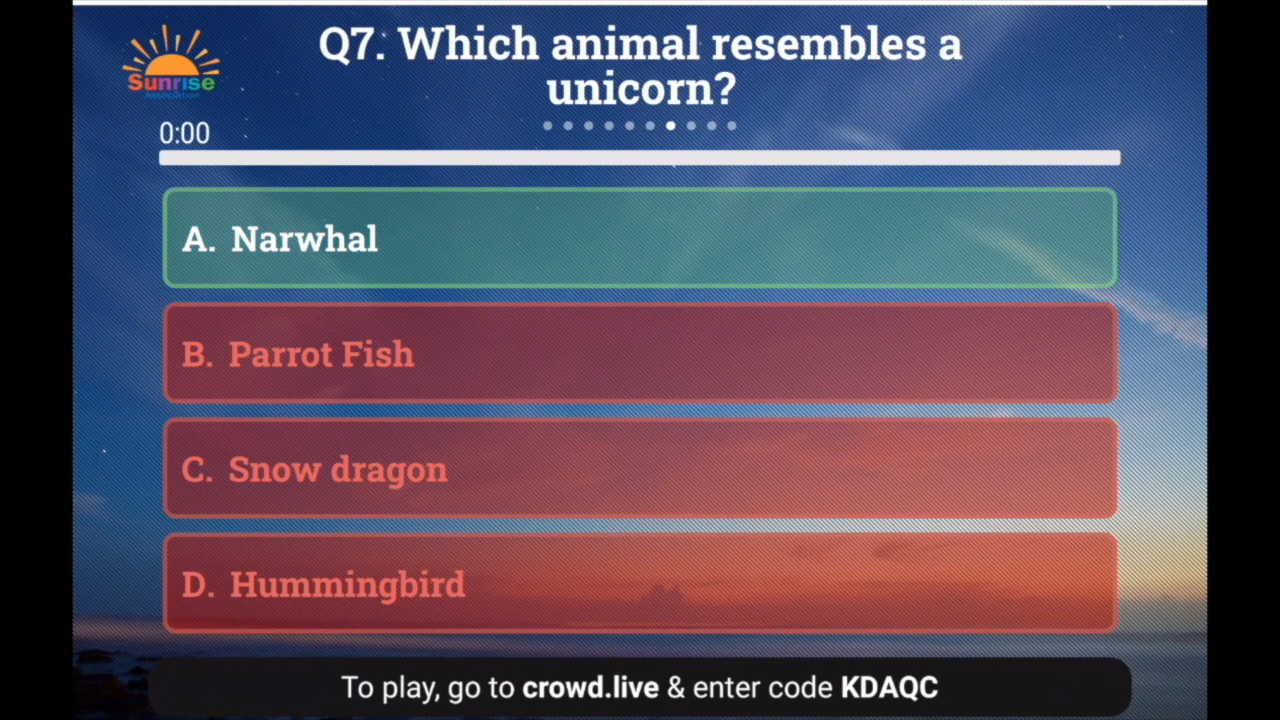 Sunrise
Association
Q7. Which animal resembles a
unicorn?
0:00
A. Narwhal
B. Parrot Fish
C. Snow dragon
D. Hummingbird
To play, go to crowd.live & enter code KDAQC